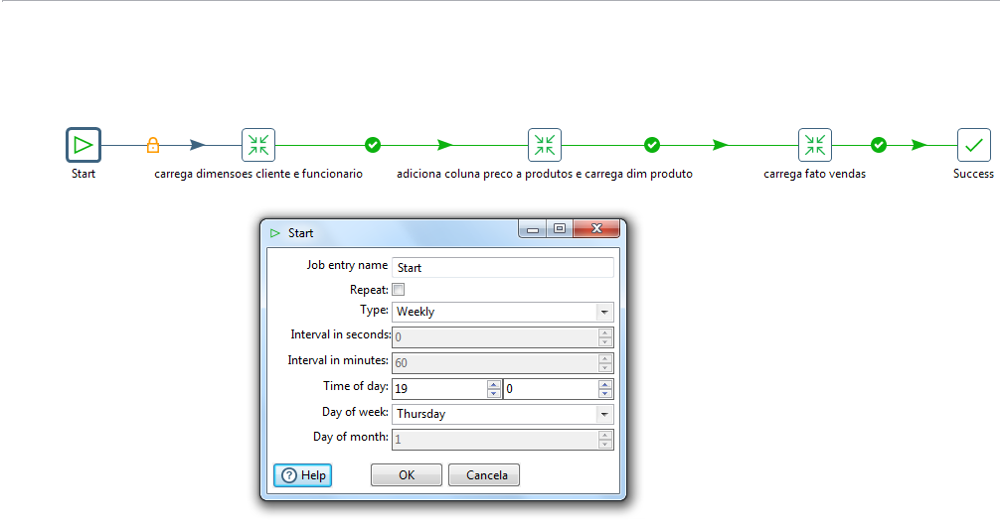 Start
carrega dimensoes cliente e funcionario
adiciona coluna preco a produtos e carrega dim produto
carrega fato vendas
Success
Start
Job entry name Start
Repeat:
Type: Weekly
Interval in seconds: 0
Interval in minutes: 60
Time of day: 19 0
Day of week: Thursday
Day of month: 1
? Help OK Cancela